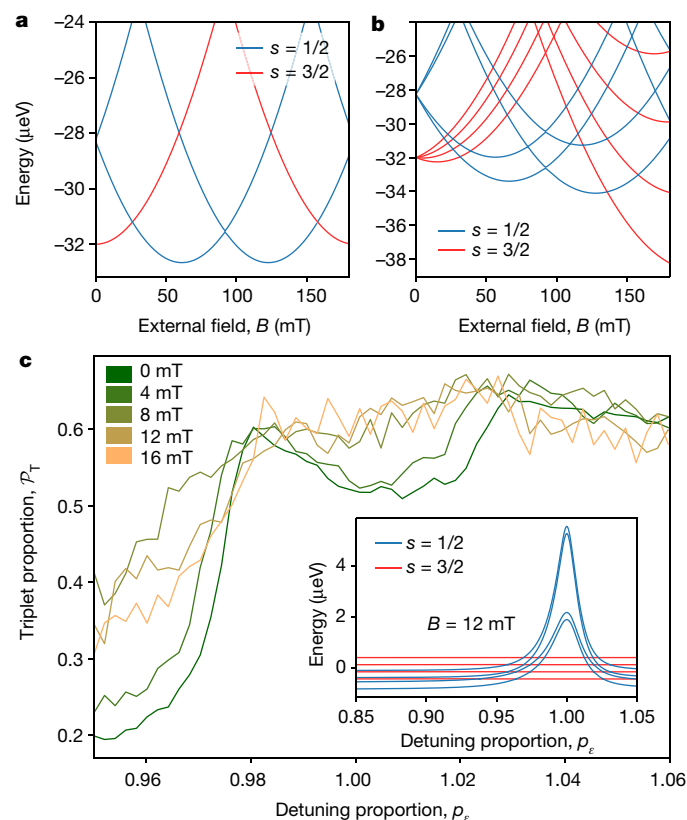 a
−24
−28
−30
−32
Energy (μeV)
0
50
100
150
External field, B (mT)
s = 1/2
s = 3/2
b
−28
−30
−32
−34
−36
−38
0
50
100
150
External field, B (mT)
s = 1/2
s = 3/2
c
0 mT
4 mT
8 mT
12 mT
16 mT
0.6
0.5
0.4
0.3
0.2
Triplet proportion, 𝒫T
0.96
0.98
1.00
1.02
1.04
1.06
Detuning proportion, pε
s = 1/2
s = 3/2
B = 12 mT
4
2
0
Energy (μeV)
0.85
0.90
0.95
1.00
1.05
Detuning proportion, pε